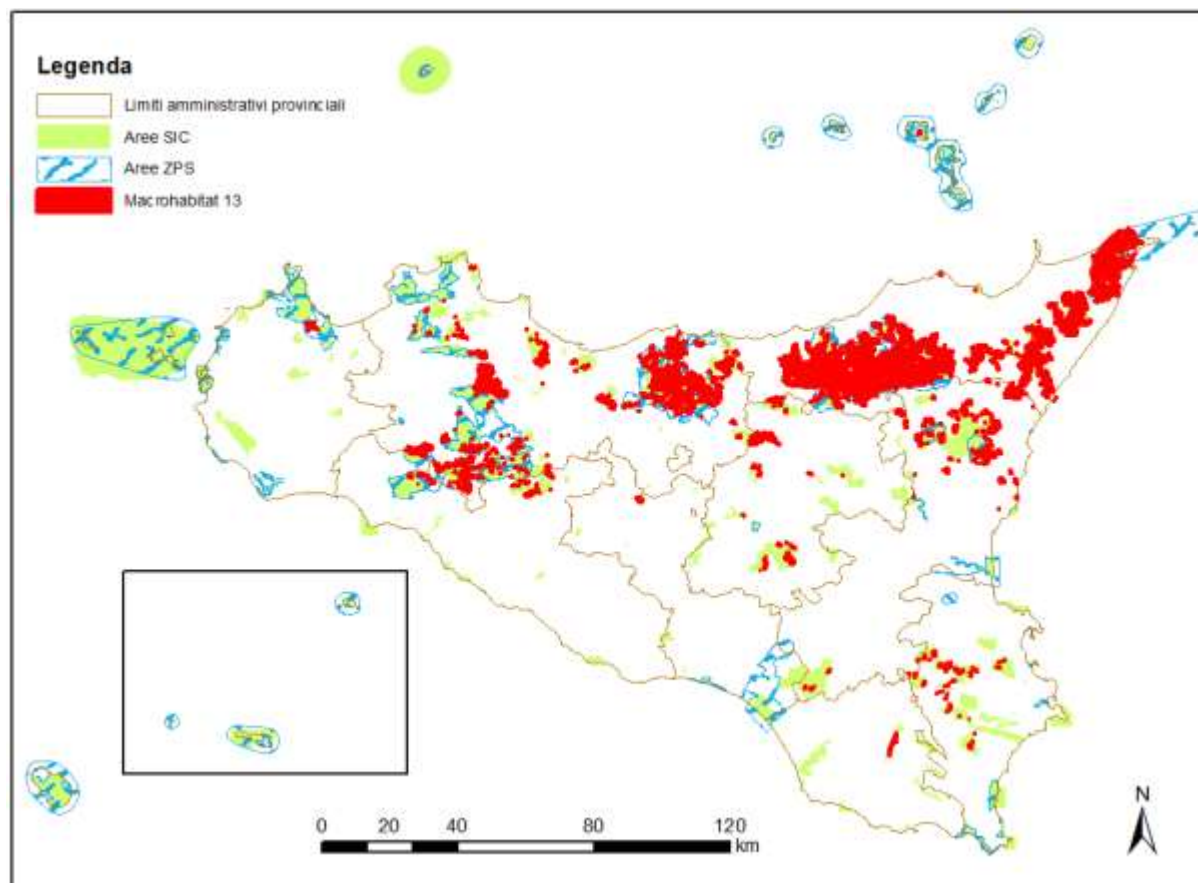 Legenda
Limiti amministrativi provinciali
Aree SIC
Aree ZPS
Macrohabitat 13
N
0 20 40 80 120
km